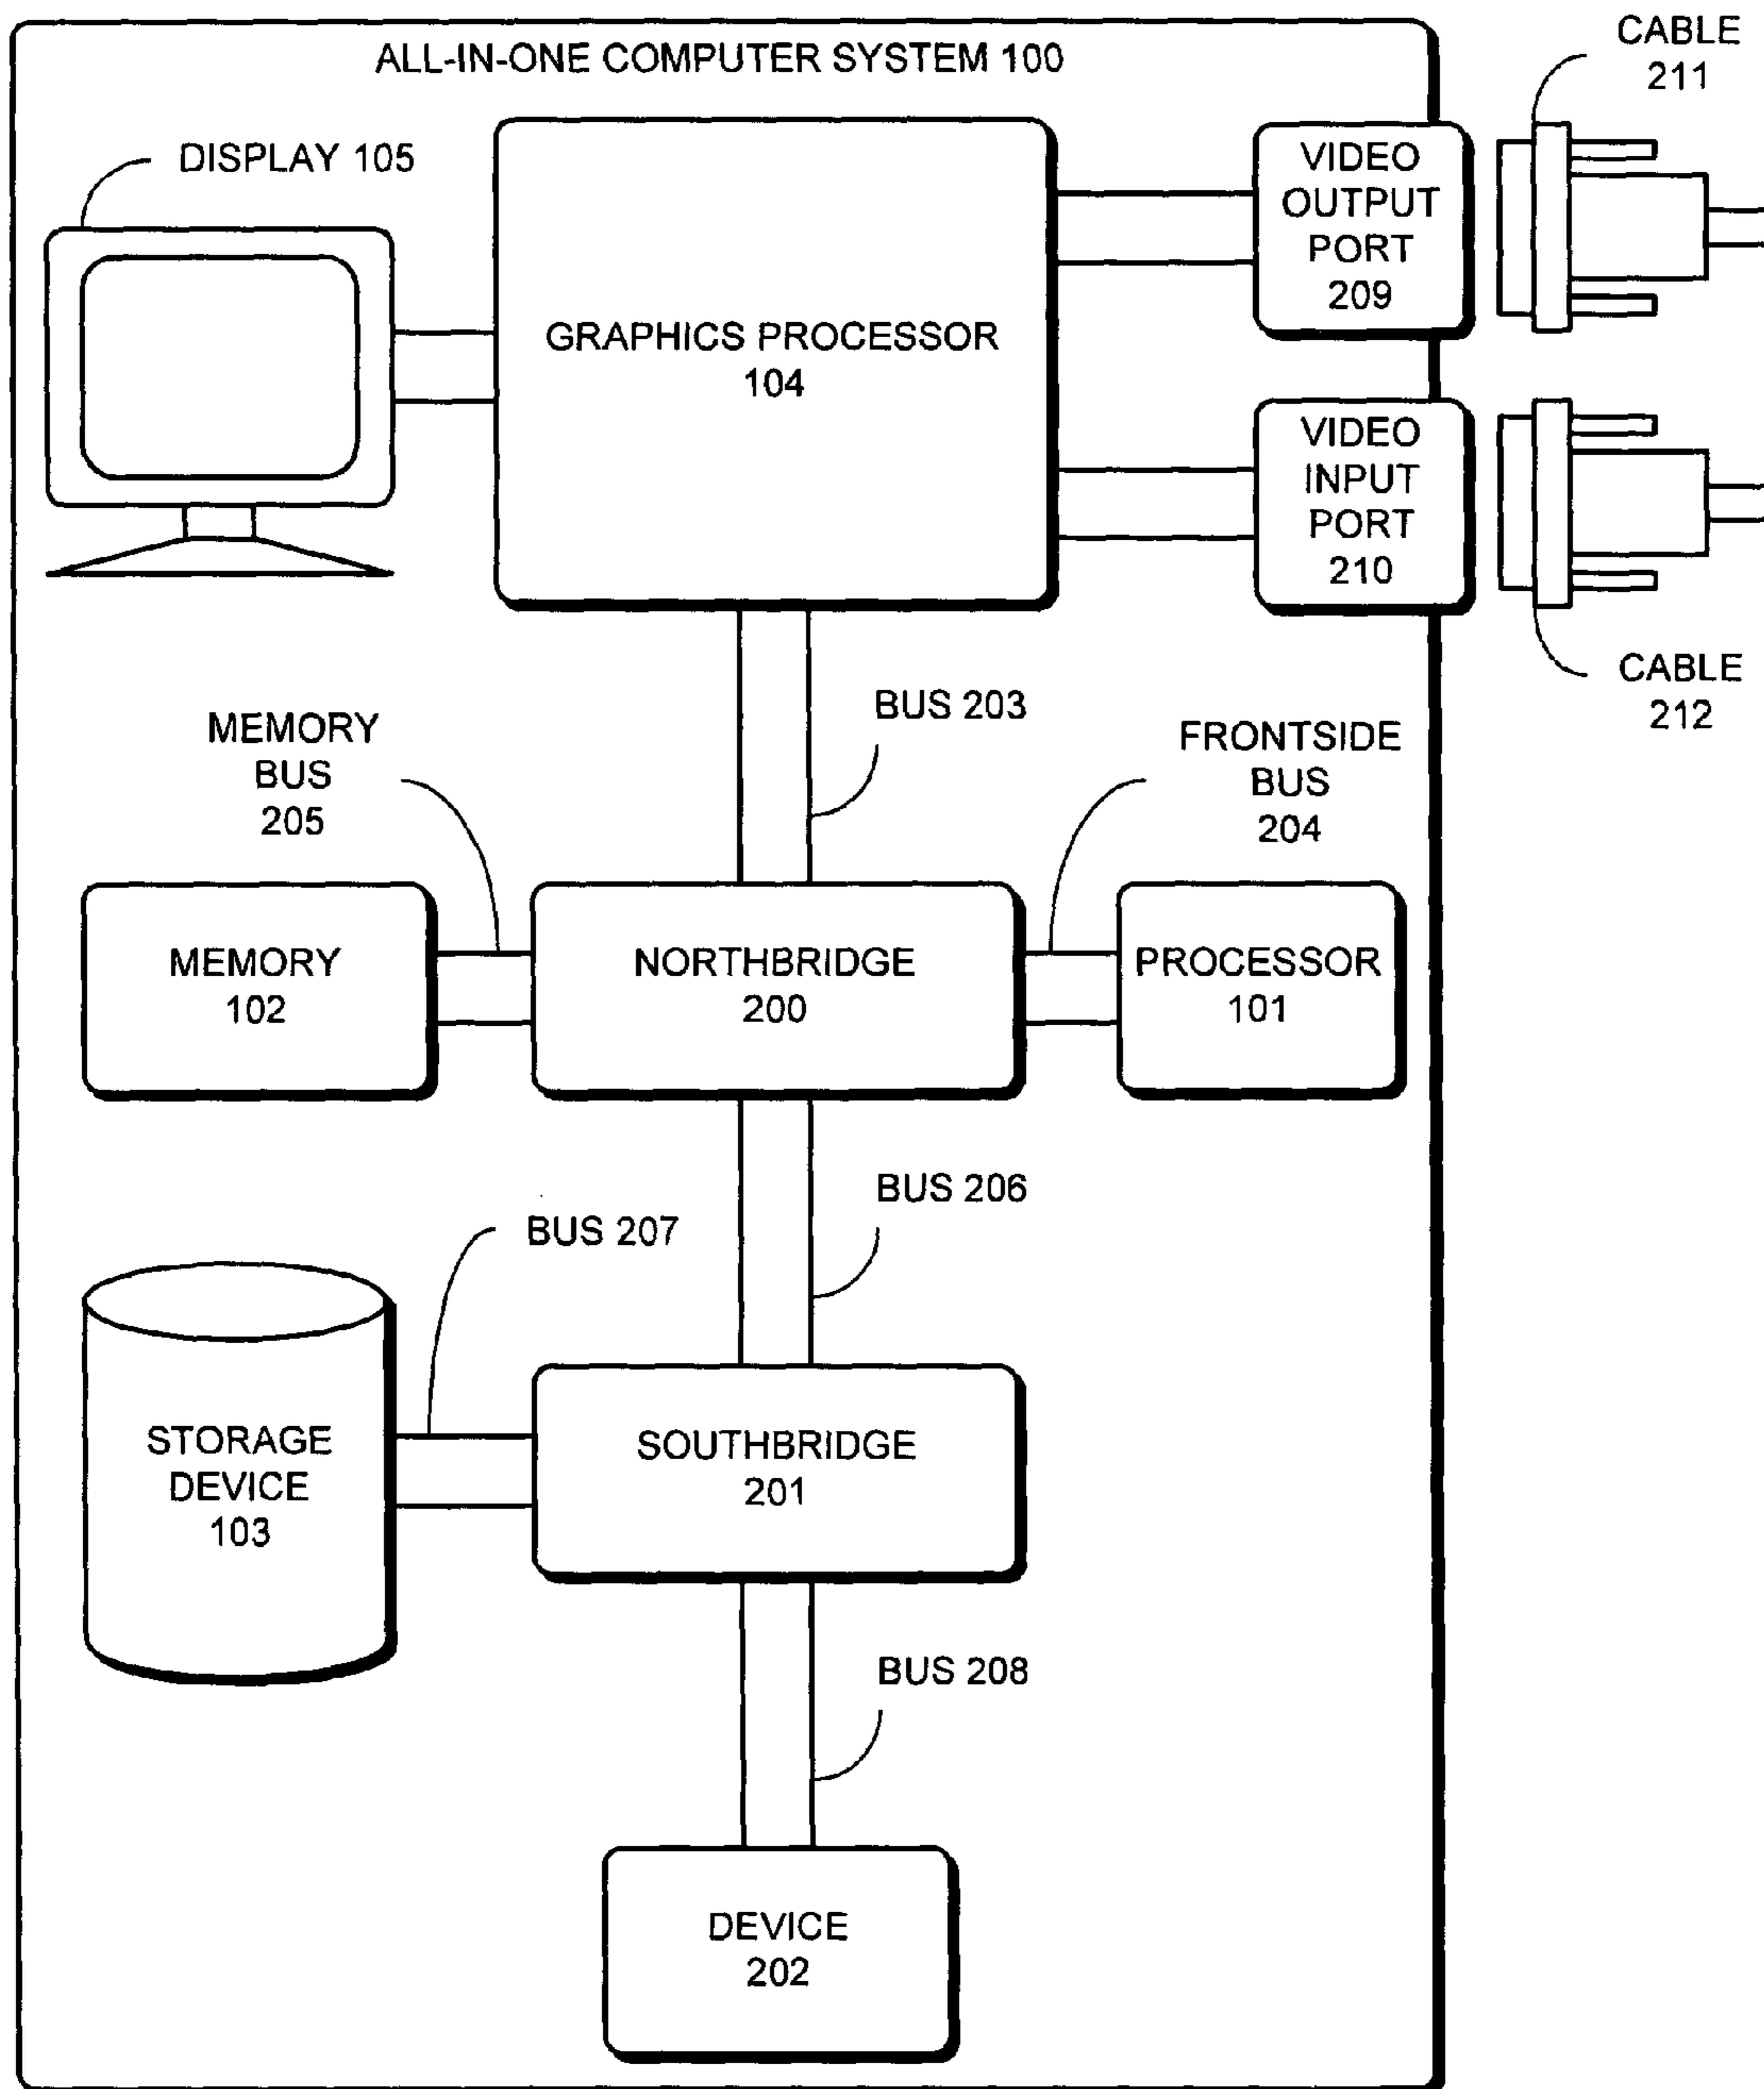 ALL-IN-ONE COMPUTER SYSTEM 100
CABLE
211
DISPLAY 105
VIDEO
OUTPUT
PORT
209
GRAPHICS PROCESSOR
104
VIDEO
INPUT
PORT
210
CABLE
212
BUS 203
MEMORY
BUS
205
FRONTSIDE
BUS
204
MEMORY
102
NORTHBRIDGE
200
PROCESSOR
101
BUS 206
BUS 207
STORAGE
DEVICE
103
SOUTHBRIDGE
201
BUS 208
DEVICE
202